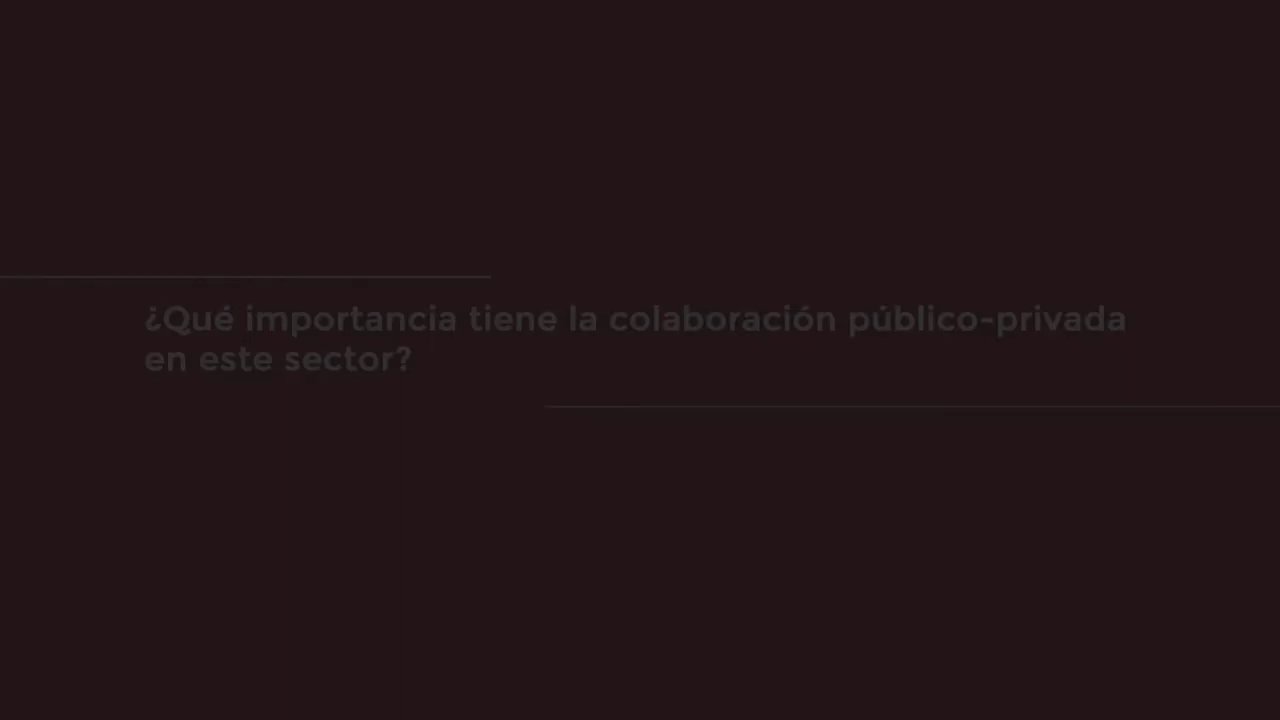 ¿Qué importancia tiene la colaboración público-privada
en este sector?